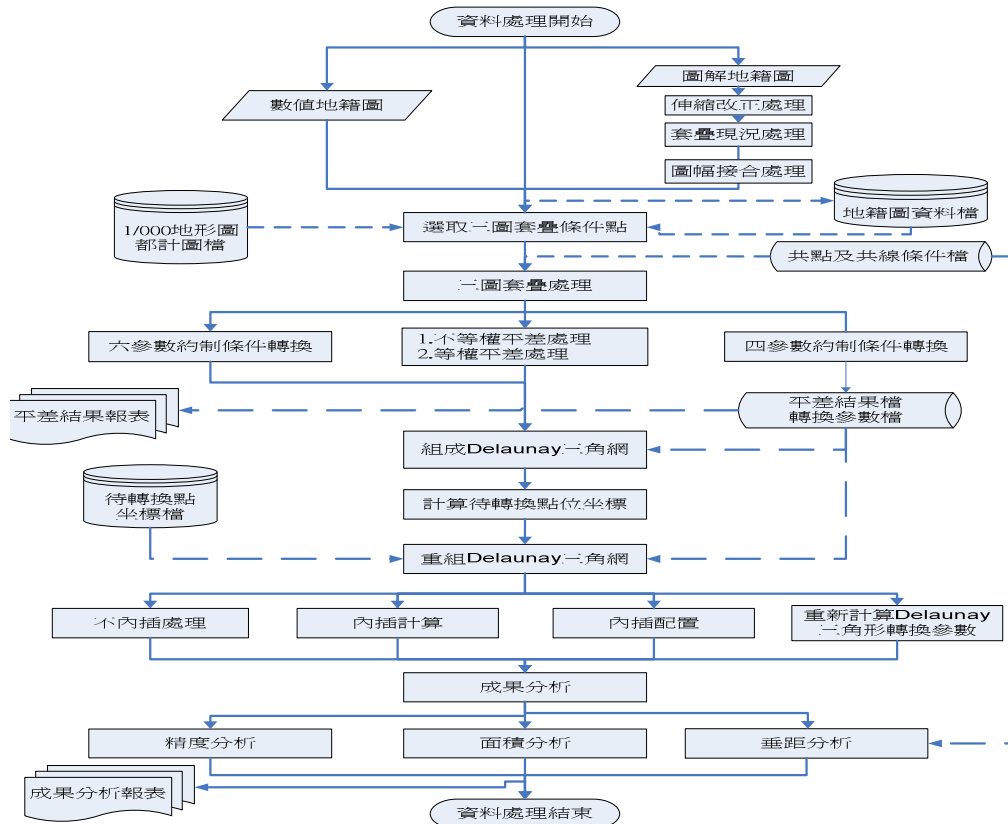 資料處理開始
數值地籍圖
圖解地籍圖
伸縮改正處理
套疊現況處理
圖幅接合處理
1/000地形圖
都計圖檔
選取三圖套疊條件點
地籍圖資料檔
共點及共線條件檔
三圖套疊處理
六參數約制條件轉換
1.不等權平差處理
2.等權平差處理
四參數約制條件轉換
平差結果報表
平差結果檔
轉換參數檔
組成Delaunay三角網
待轉換點
坐標檔
計算待轉換點位坐標
重組Delaunay三角網
不內插處理
內插計算
內插配置
重新計算Delaunay
三角形轉換參數
成果分析
精度分析
面積分析
垂距分析
成果分析報表
資料處理結束